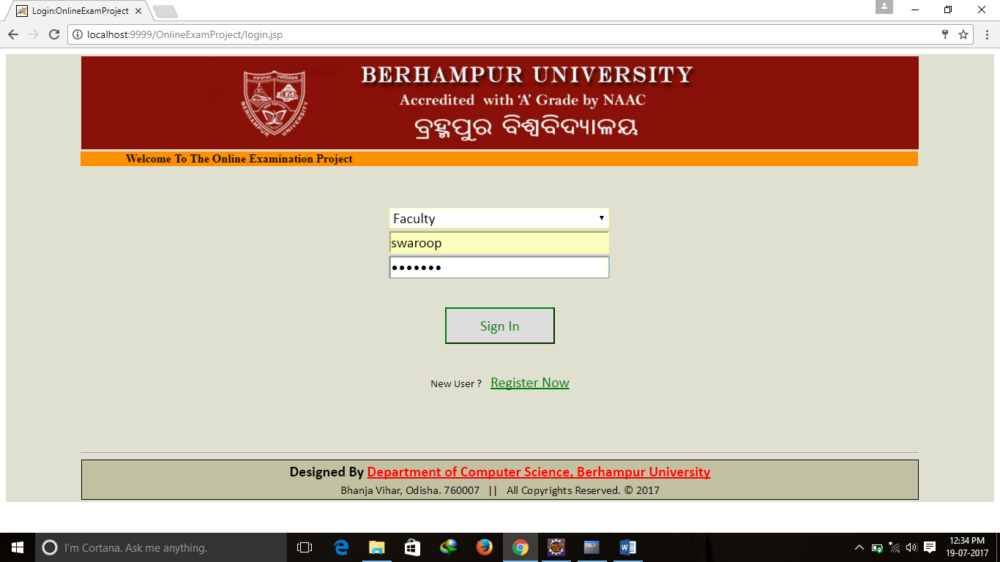 Login:OnlineExamProject
localhost:9999/OnlineExamProject/login.jsp
BERHAMPUR UNIVERSITY
Accredited with ‘A’ Grade by NAAC
ବ୍ରହ୍ମପୁର ବିଶ୍ୱବିଦ୍ୟାଳୟ
BERHAMPUR UNIVERSITY
Welcome To The Online Examination Project
Faculty
swaroop
•••••••
Sign In
New User ? Register Now
Designed By Department of Computer Science, Berhampur University
Bhanja Vihar, Odisha. 760007 || All Copyrights Reserved. © 2017
I'm Cortana. Ask me anything.
12:34 PM
19-07-2017